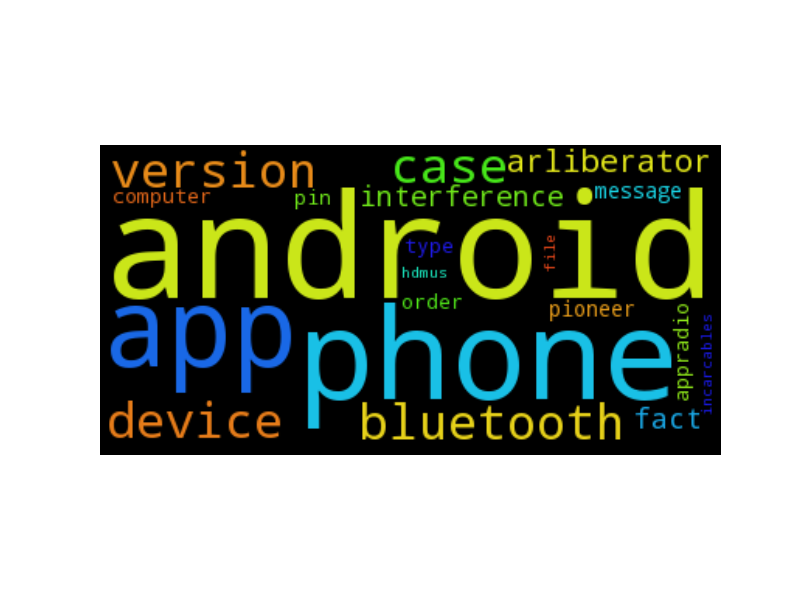 version
case
arliberator
computer
pin
interference
message
android
type
file
hdmus
order
app
phone
pioneer
appradio
incarcables
device
bluetooth
fact